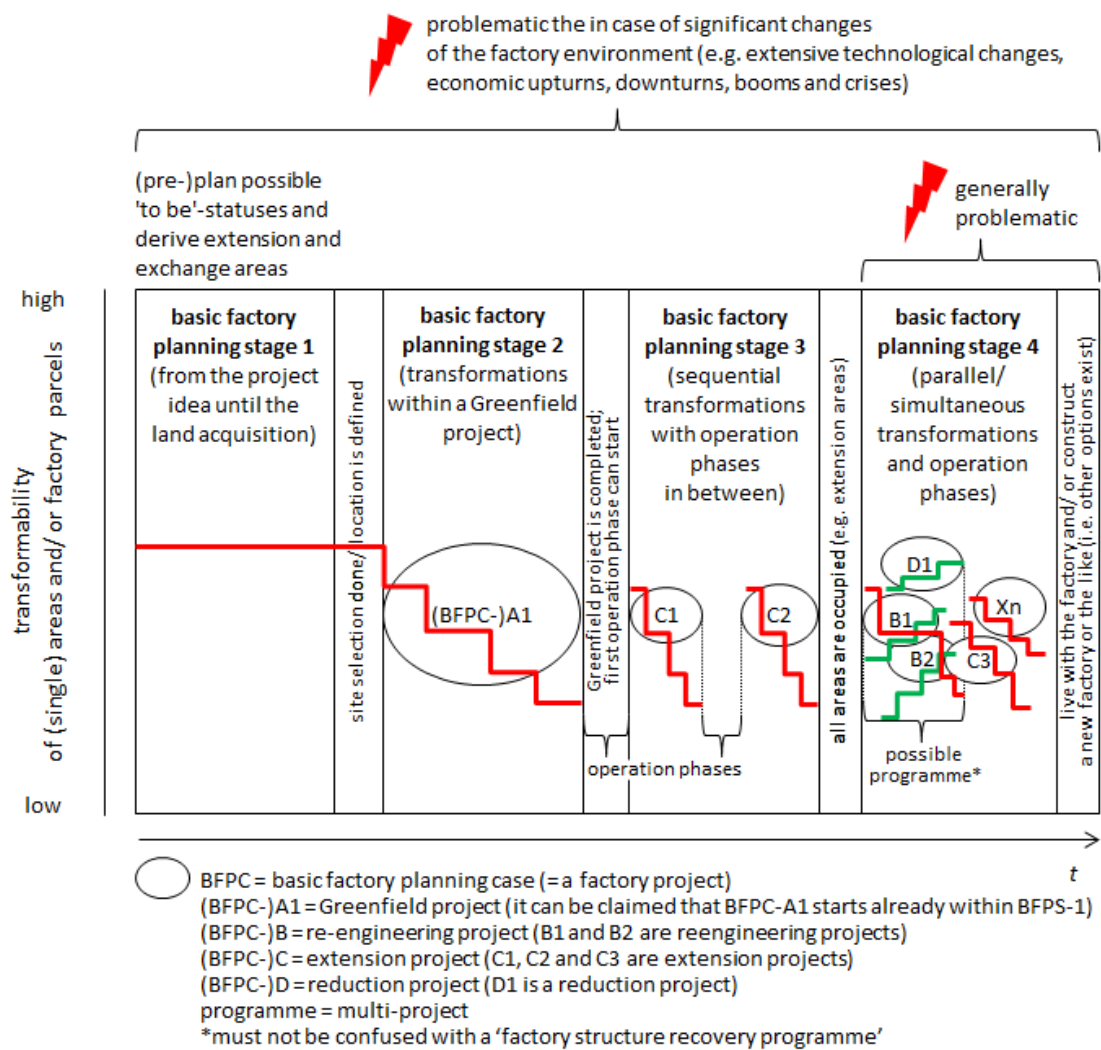 problematic the in case of significant changes
of the factory environment (e.g. extensive technological changes,
economic upturns, downturns, booms and crises)
(pre-)plan possible
'to be'-statuses and
derive extension and
exchange areas
generally
problematic
high
low
transformability
of (single) areas and/ or factory parcels
basic factory
planning stage 1
(from the project
idea until the
land acquisition)
site selection done/ location is defined
basic factory
planning stage 2
(transformations
within a Greenfield
project)
(BFPC-)A1
Greenfield project is completed;
first operation phase can start
basic factory
planning stage 3
(sequential
transformations
with operation
phases
in between)
C1
C2
operation phases
all areas are occupied (e.g. extension areas)
basic factory
planning stage 4
(parallel/
simultaneous
transformations
and operation
phases)
D1
B1
B2
Xn
C3
possible
programme*
live with the factory and/ or construct
a new factory or the like (i.e. other options exist)
t
BFPC = basic factory planning case (= a factory project)
(BFPC-)A1 = Greenfield project (it can be claimed that BFPC-A1 starts already within BFPS-1)
(BFPC-)B = re-engineering project (B1 and B2 are reengineering projects)
(BFPC-)C = extension project (C1, C2 and C3 are extension projects)
(BFPC-)D = reduction project (D1 is a reduction project)
programme = multi-project
*must not be confused with a ‘factory structure recovery programme’